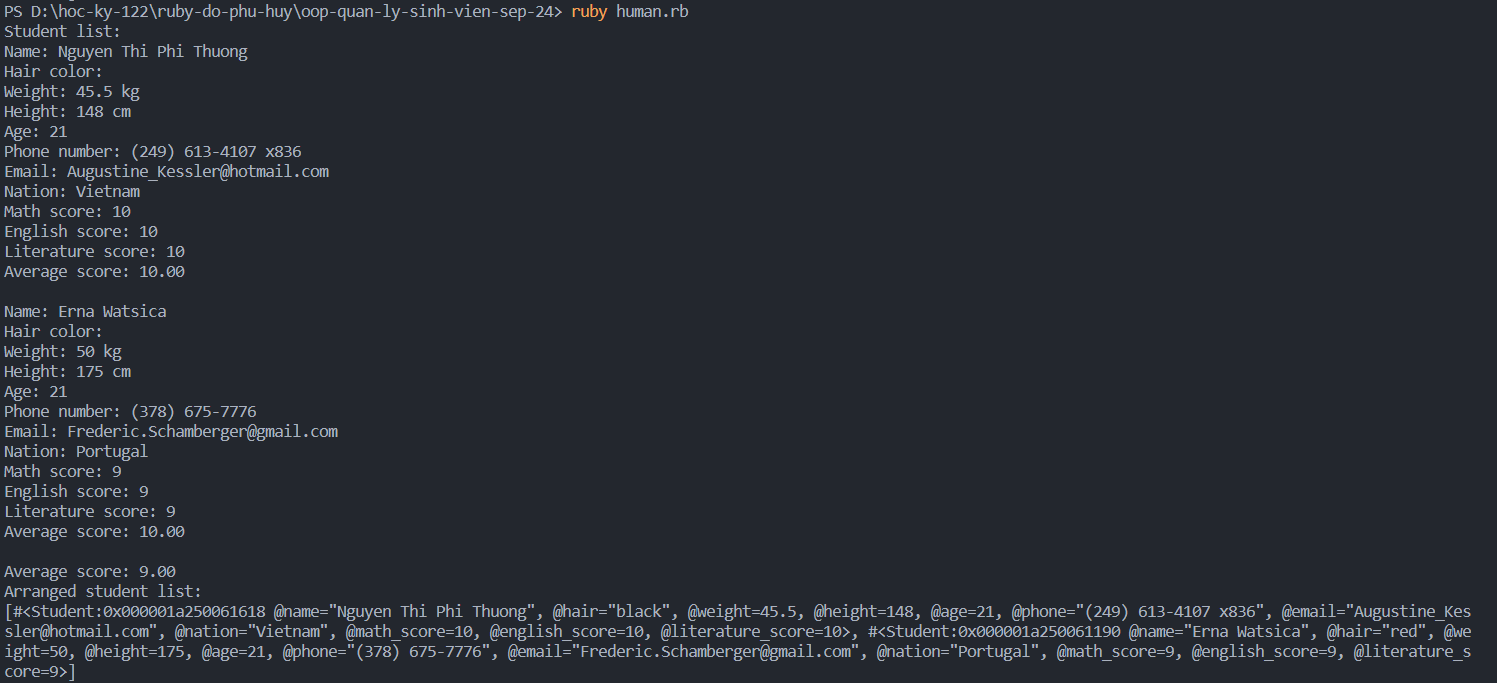 PS D:\hoc-ky-122\ruby-do-phu-huy\oop-quan-ly-sinh-vien-sep-24> ruby human.rb
Student list:
Name: Nguyen Thi Phi Thuong
Hair color:
Weight: 45.5 kg
Height: 148 cm
Age: 21
Phone number: (249) 613-4107 x836
Email: Augustine_Kessler@hotmail.com
Nation: Vietnam
Math score: 10
English score: 10
Literature score: 10
Average score: 10.00
Name: Erna Watsica
Hair color:
Weight: 50 kg
Height: 175 cm
Age: 21
Phone number: (378) 675-7776
Email: Frederic.Schamberger@gmail.com
Nation: Portugal
Math score: 9
English score: 9
Literature score: 9
Average score: 10.00
Average score: 9.00
Arranged student list:
[#<Student:0x000001a250061618 @name="Nguyen Thi Phi Thuong", @hair="black", @weight=45.5, @height=148, @age=21, @phone="(249) 613-4107 x836", @email="Augustine_Kes
sler@hotmail.com", @nation="Vietnam", @math_score=10, @english_score=10, @literature_score=10>, #<Student:0x000001a250061190 @name="Erna Watsica", @hair="red", @we
ight=50, @height=175, @age=21, @phone="(378) 675-7776", @email="Frederic.Schamberger@gmail.com", @nation="Portugal", @math_score=9, @english_score=9, @literature_s
core=9>]